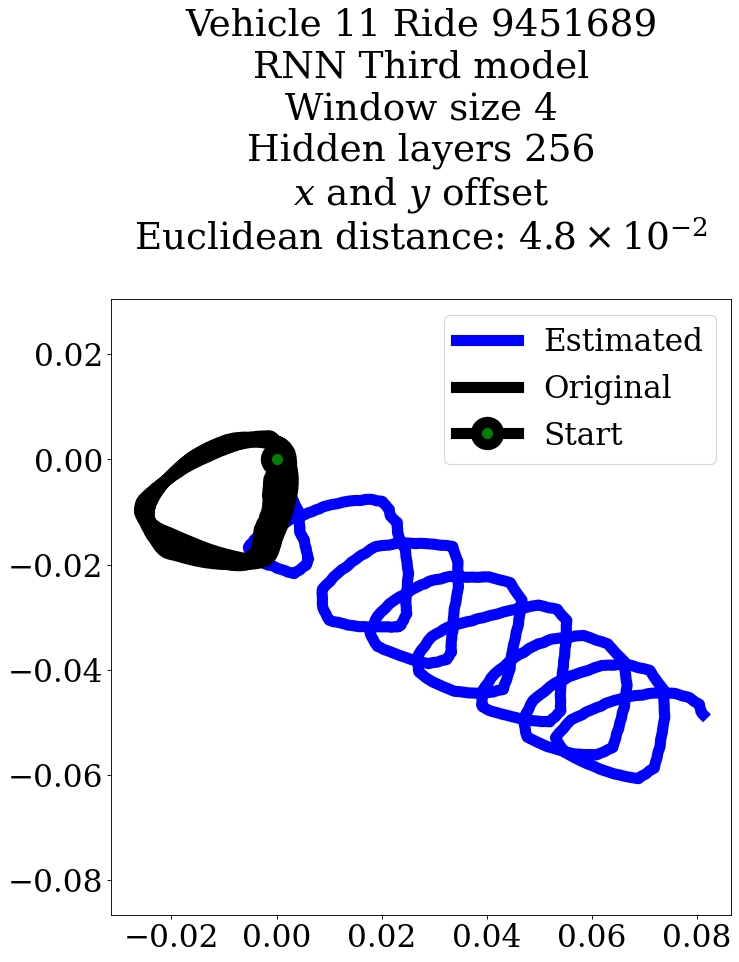 Vehicle 11 Ride 9451689
RNN Third model
Window size 4
Hidden layers 256
x and y offset
Euclidean distance: 4.8 × 10⁻²
Estimated
Original
Start
0.02
0.00
−0.02
−0.04
−0.06
−0.08
−0.02 0.00 0.02 0.04 0.06 0.08